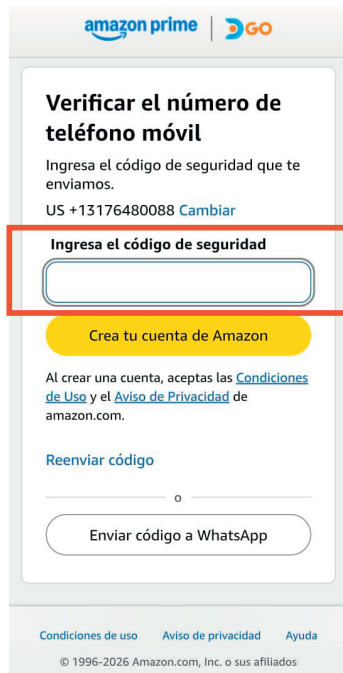 amazon prime | DGO
Verificar el número de
teléfono móvil
Ingresa el código de seguridad que te
enviamos.
US +13176480088 Cambiar
Ingresa el código de seguridad
Crea tu cuenta de Amazon
Al crear una cuenta, aceptas las Condiciones
de Uso y el Aviso de Privacidad de
amazon.com.
Reenviar código
o
Enviar código a WhatsApp
Condiciones de uso Aviso de privacidad Ayuda
© 1996-2026 Amazon.com, Inc. o sus afiliados